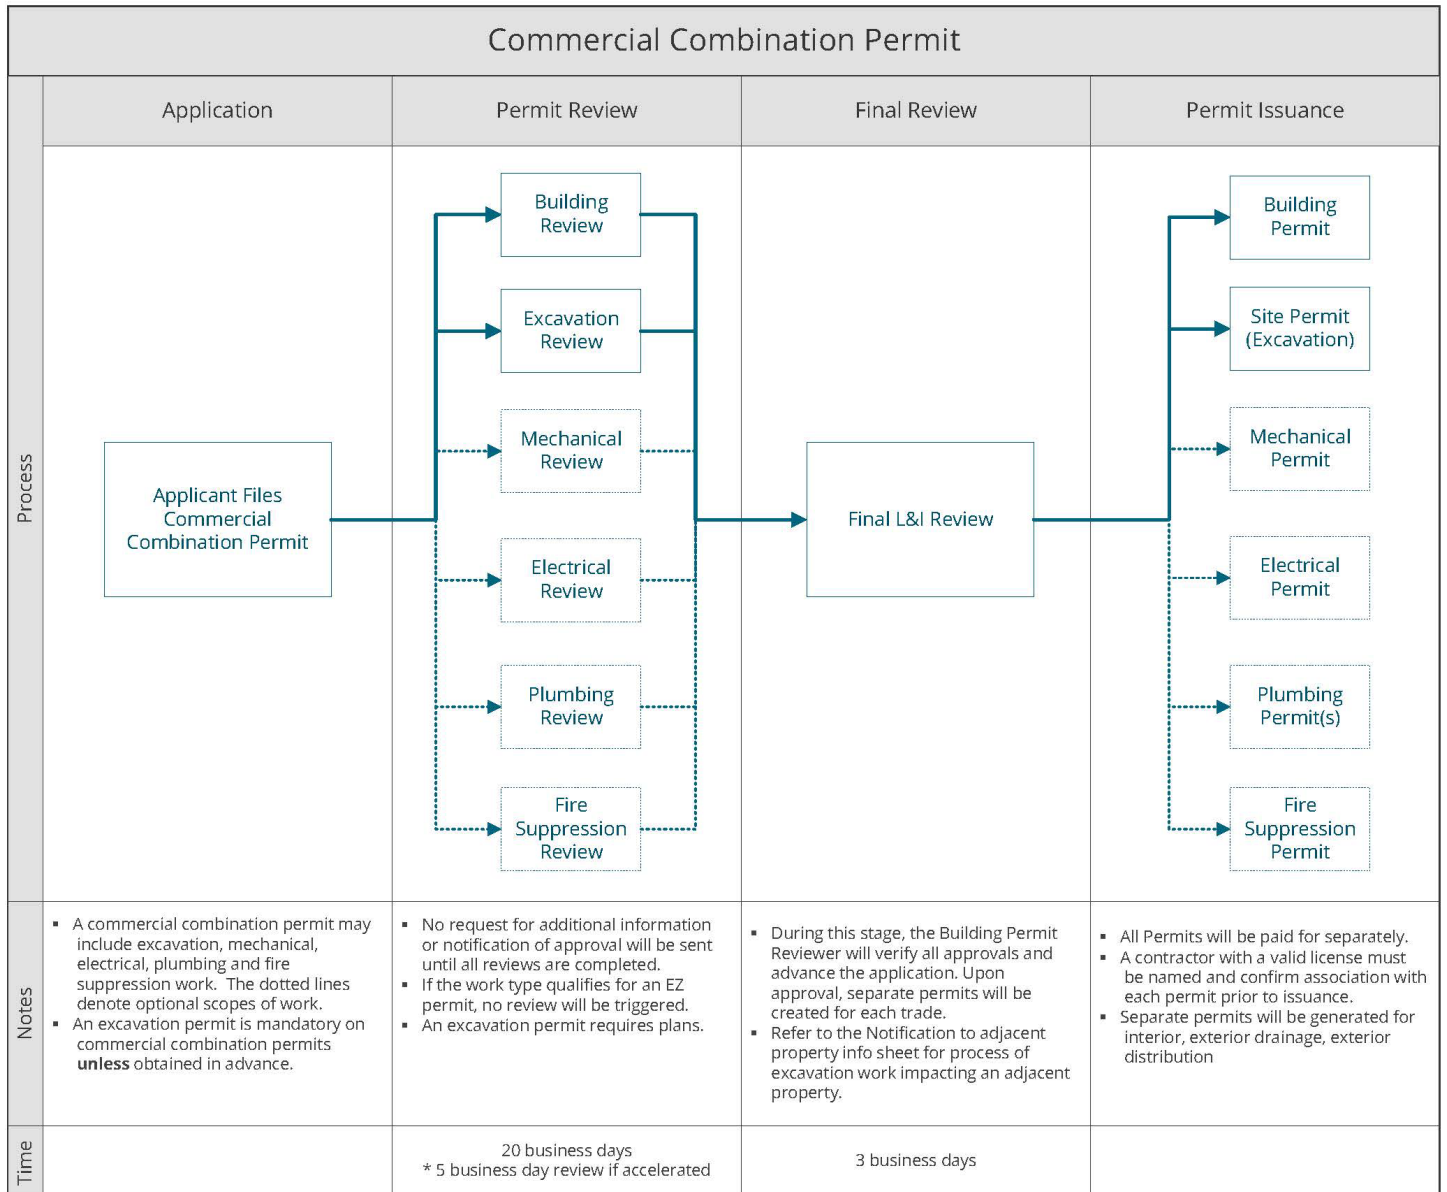 Commercial Combination Permit
Application
Permit Review
Final Review
Permit Issuance
Process
Applicant Files
Commercial
Combination Permit
Building
Review
Excavation
Review
Mechanical
Review
Electrical
Review
Plumbing
Review
Fire
Suppression
Review
Final L&I Review
Building
Permit
Site Permit
(Excavation)
Mechanical
Permit
Electrical
Permit
Plumbing
Permit(s)
Fire
Suppression
Permit
Notes
▪ A commercial combination permit may
include excavation, mechanical,
electrical, plumbing and fire
suppression work. The dotted lines
denote optional scopes of work.
▪ An excavation permit is mandatory on
commercial combination permits
unless obtained in advance.
▪ No request for additional information
or notification of approval will be sent
until all reviews are completed.
▪ If the work type qualifies for an EZ
permit, no review will be triggered.
▪ An excavation permit requires plans.
▪ During this stage, the Building Permit
Reviewer will verify all approvals and
advance the application. Upon
approval, separate permits will be
created for each trade.
▪ Refer to the Notification to adjacent
property info sheet for process of
excavation work impacting an adjacent
property.
▪ All Permits will be paid for separately.
▪ A contractor with a valid license must
be named and confirm association with
each permit prior to issuance.
▪ Separate permits will be generated for
interior, exterior drainage, exterior
distribution
Time
20 business days
* 5 business day review if accelerated
3 business days